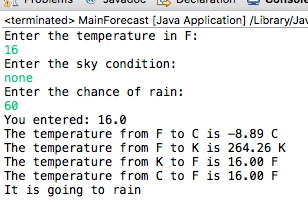 Problems Javadoc Declaration Console
<terminated> MainForecast [Java Application] /Library/Jav
Enter the temperature in F:
16
Enter the sky condition:
none
Enter the chance of rain:
60
You entered: 16.0
The temperature from F to C is -8.89 C
The temperature from F to K is 264.26 K
The temperature from K to F is 16.00 F
The temperature from C to F is 16.00 F
It is going to rain